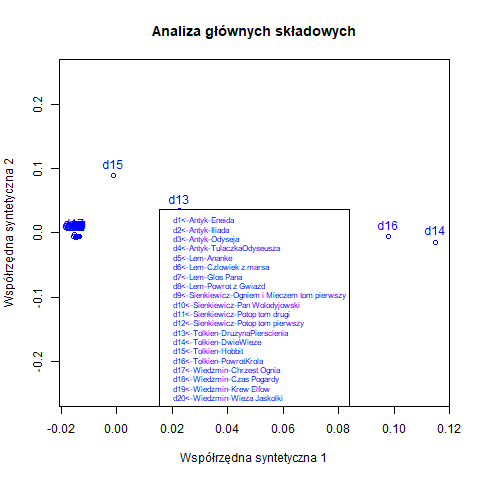 Analiza głównych składowych
Współrzędna syntetyczna 2
0.2
0.1
0.0
-0.1
-0.2
d15
d13
d17
d16
d14
d1<-Antyk-Eneida
d2<-Antyk-Iliada
d3<-Antyk-Odyseja
d4<-Antyk-TulaczkaOdyseusza
d5<-Lem-Ananke
d6<-Lem-Czlowiek z marsa
d7<-Lem-Glos Pana
d8<-Lem-Powrot z Gwiazd
d9<-Sienkiewicz-Ogniem i Mieczem tom pierwszy
d10<-Sienkiewicz-Pan Wolodyjowski
d11<-Sienkiewicz-Potop tom drugi
d12<-Sienkiewicz-Potop tom pierwszy
d13<-Tolkien-DruzynaPierscienia
d14<-Tolkien-DwieWieze
d15<-Tolkien-Hobbit
d16<-Tolkien-PowrotKrola
d17<-Wiedzmin-Chrzest Ognia
d18<-Wiedzmin-Czas Pogardy
d19<-Wiedzmin-Krew Elfow
d20<-Wiedzmin-Wieza Jaskolki
-0.02 0.00 0.02 0.04 0.06 0.08 0.10 0.12
Współrzędna syntetyczna 1